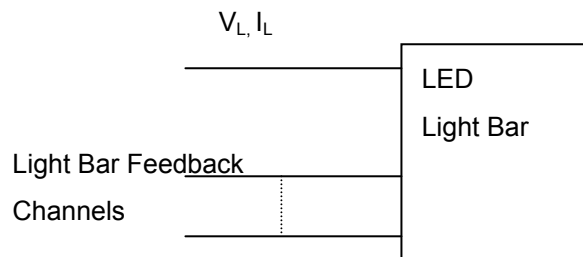 V_L, I_L
LED
Light Bar
Light Bar Feedback
Channels